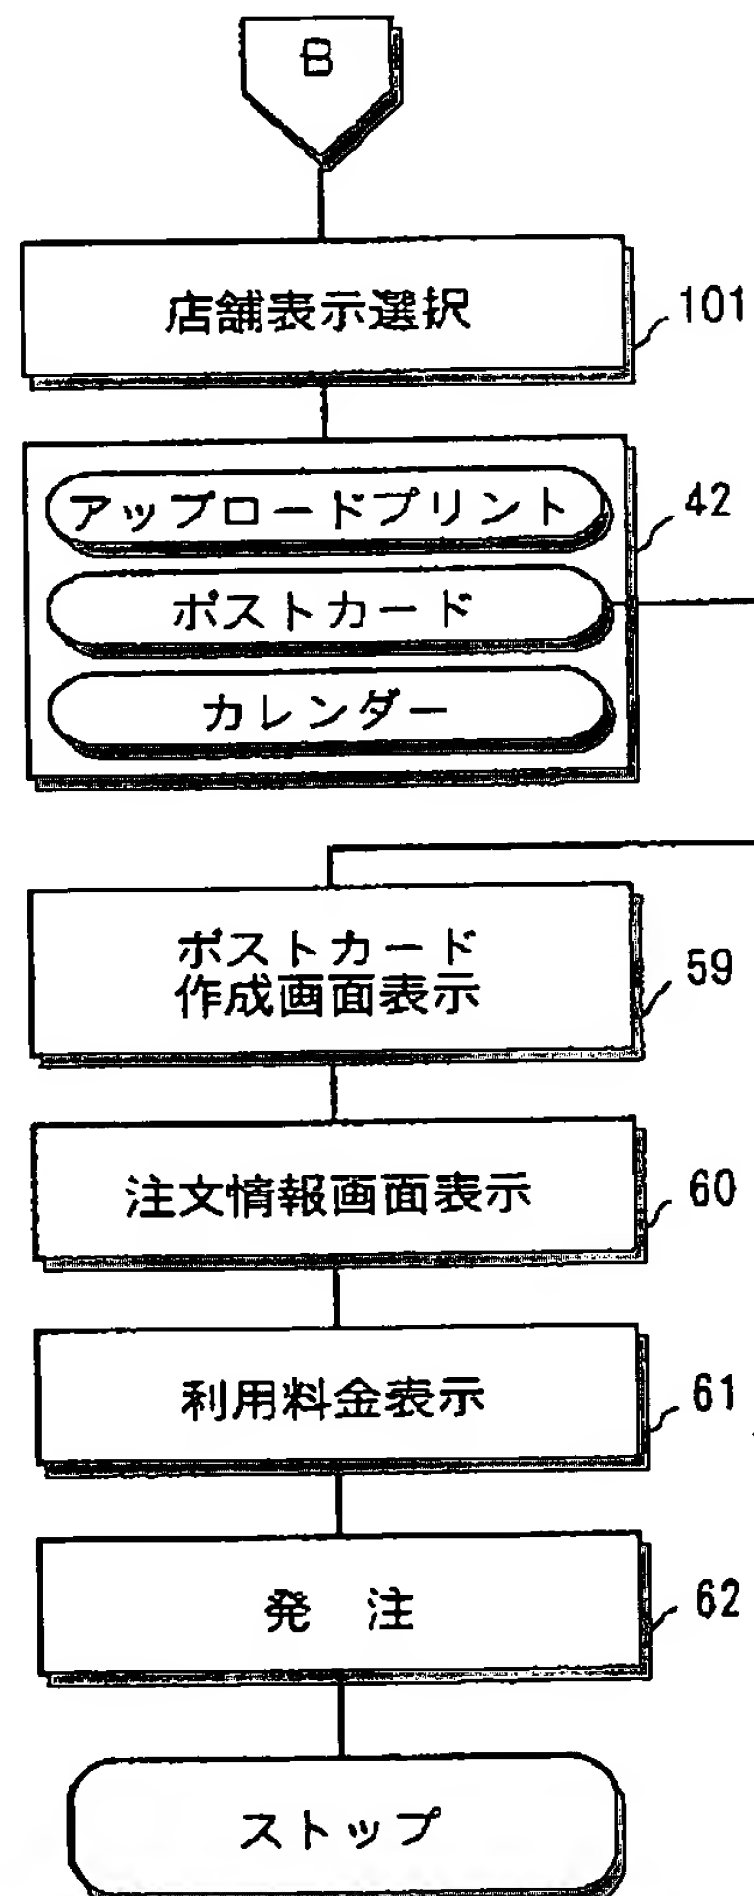 B
店舗表示選択
101
アップロードプリント
42
ポストカード
カレンダー
ポストカード
作成画面表示
59
注文情報画面表示
60
利用料金表示
61
発 注
62
ストップ